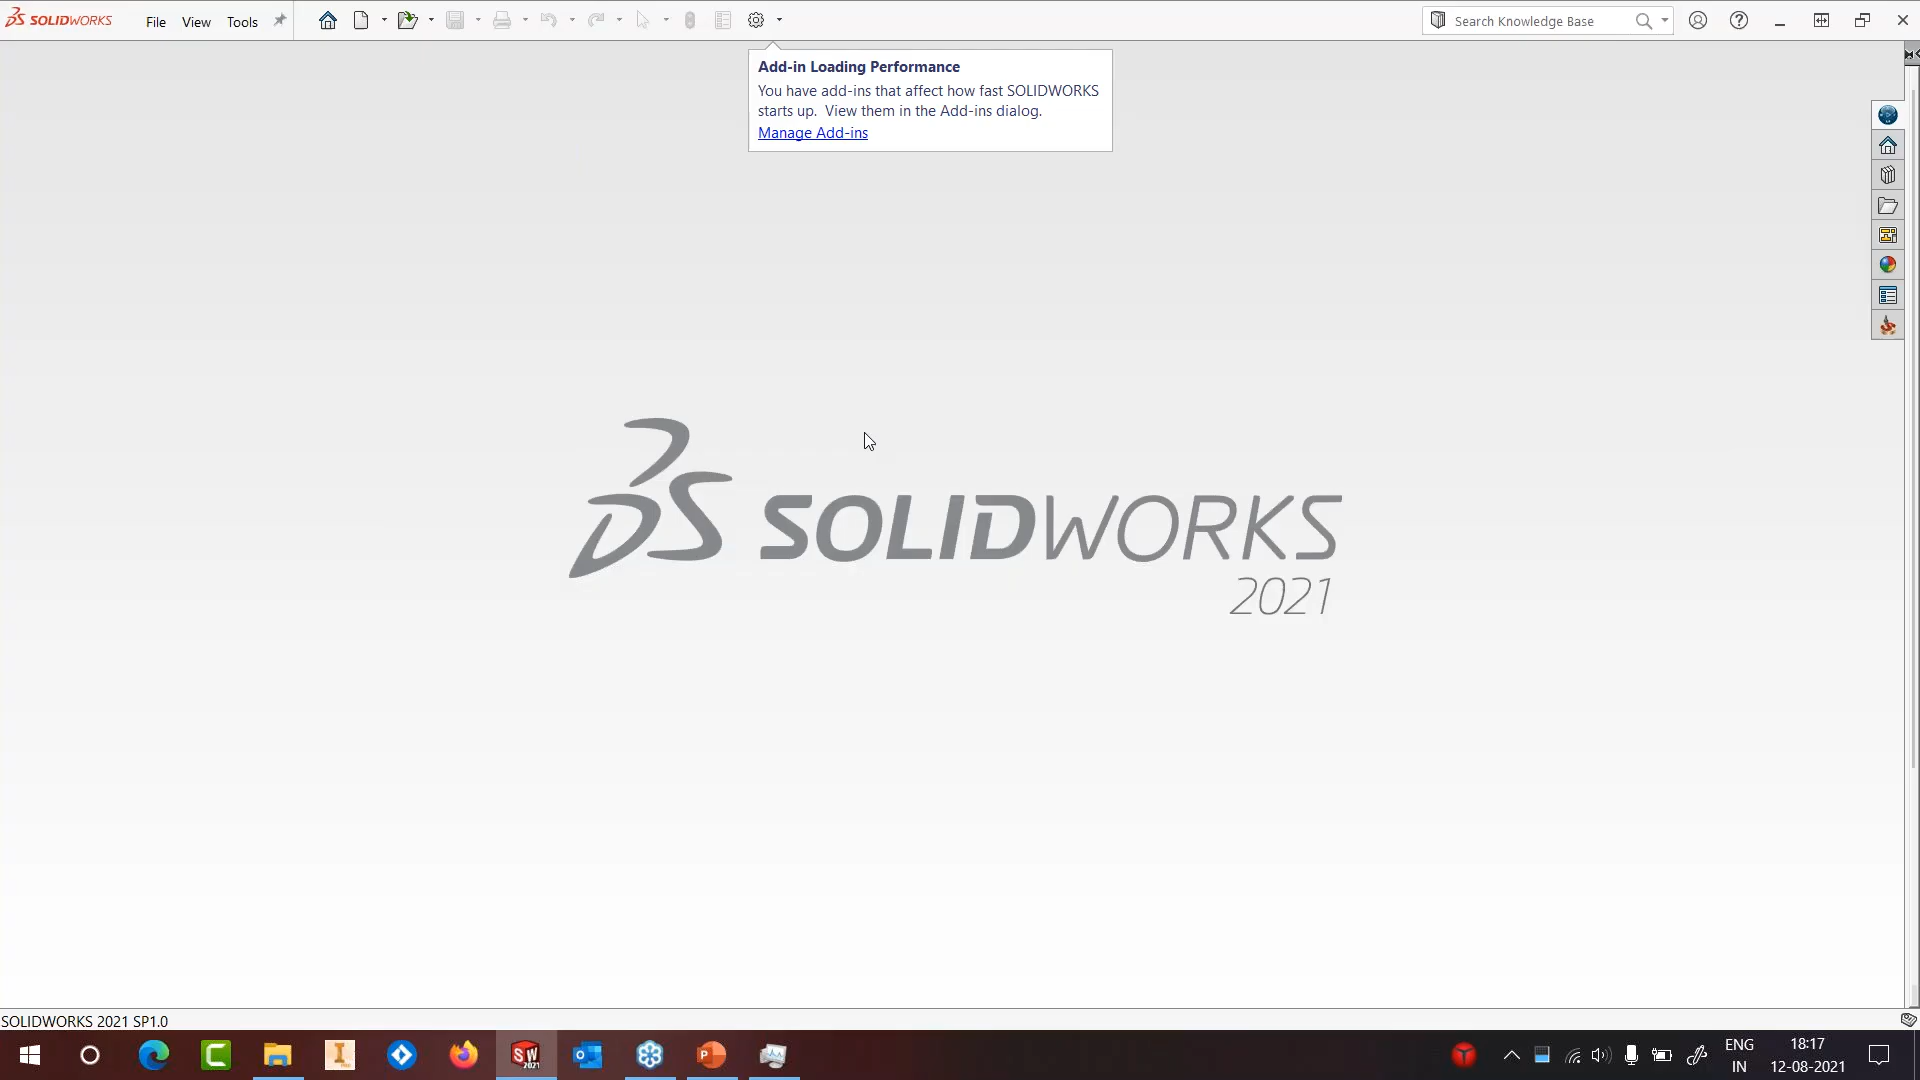 SOLIDWORKS File View Tools Search Knowledge Base
Add-in Loading Performance
You have add-ins that affect how fast SOLIDWORKS
starts up. View them in the Add-ins dialog.
Manage Add-ins
SOLIDWORKS
2021
SOLIDWORKS 2021 SP1.0
SW
2021
ENG
IN
18:17
12-08-2021